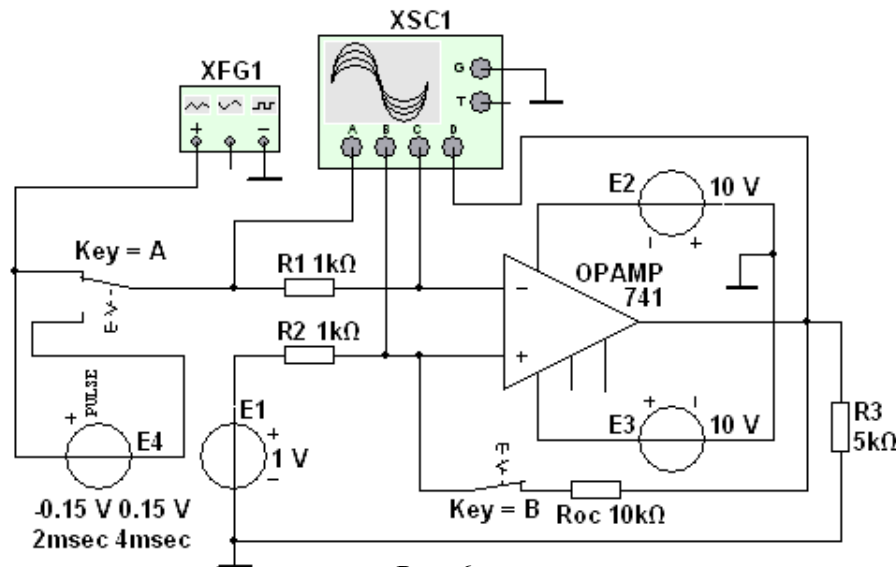 XSC1
XFG1
G
T
A B C D
+ −
E2 10 V
− +
Key = A
R1 1kΩ
OPAMP
741
−
R2 1kΩ
+
PULSE
+
E4
E1
+
1 V
−
+ −
E3 10 V
R3
5kΩ
-0.15 V 0.15 V
2msec 4msec
Key = B
Roc 10kΩ